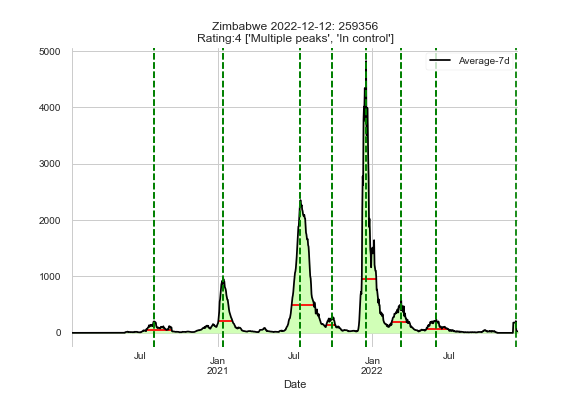 Zimbabwe 2022-12-12: 259356
Rating:4 ['Multiple peaks', 'In control']
Average-7d
5000
4000
3000
2000
1000
0
Jul
Jan
2021
Jul
Jan
2022
Jul
Date